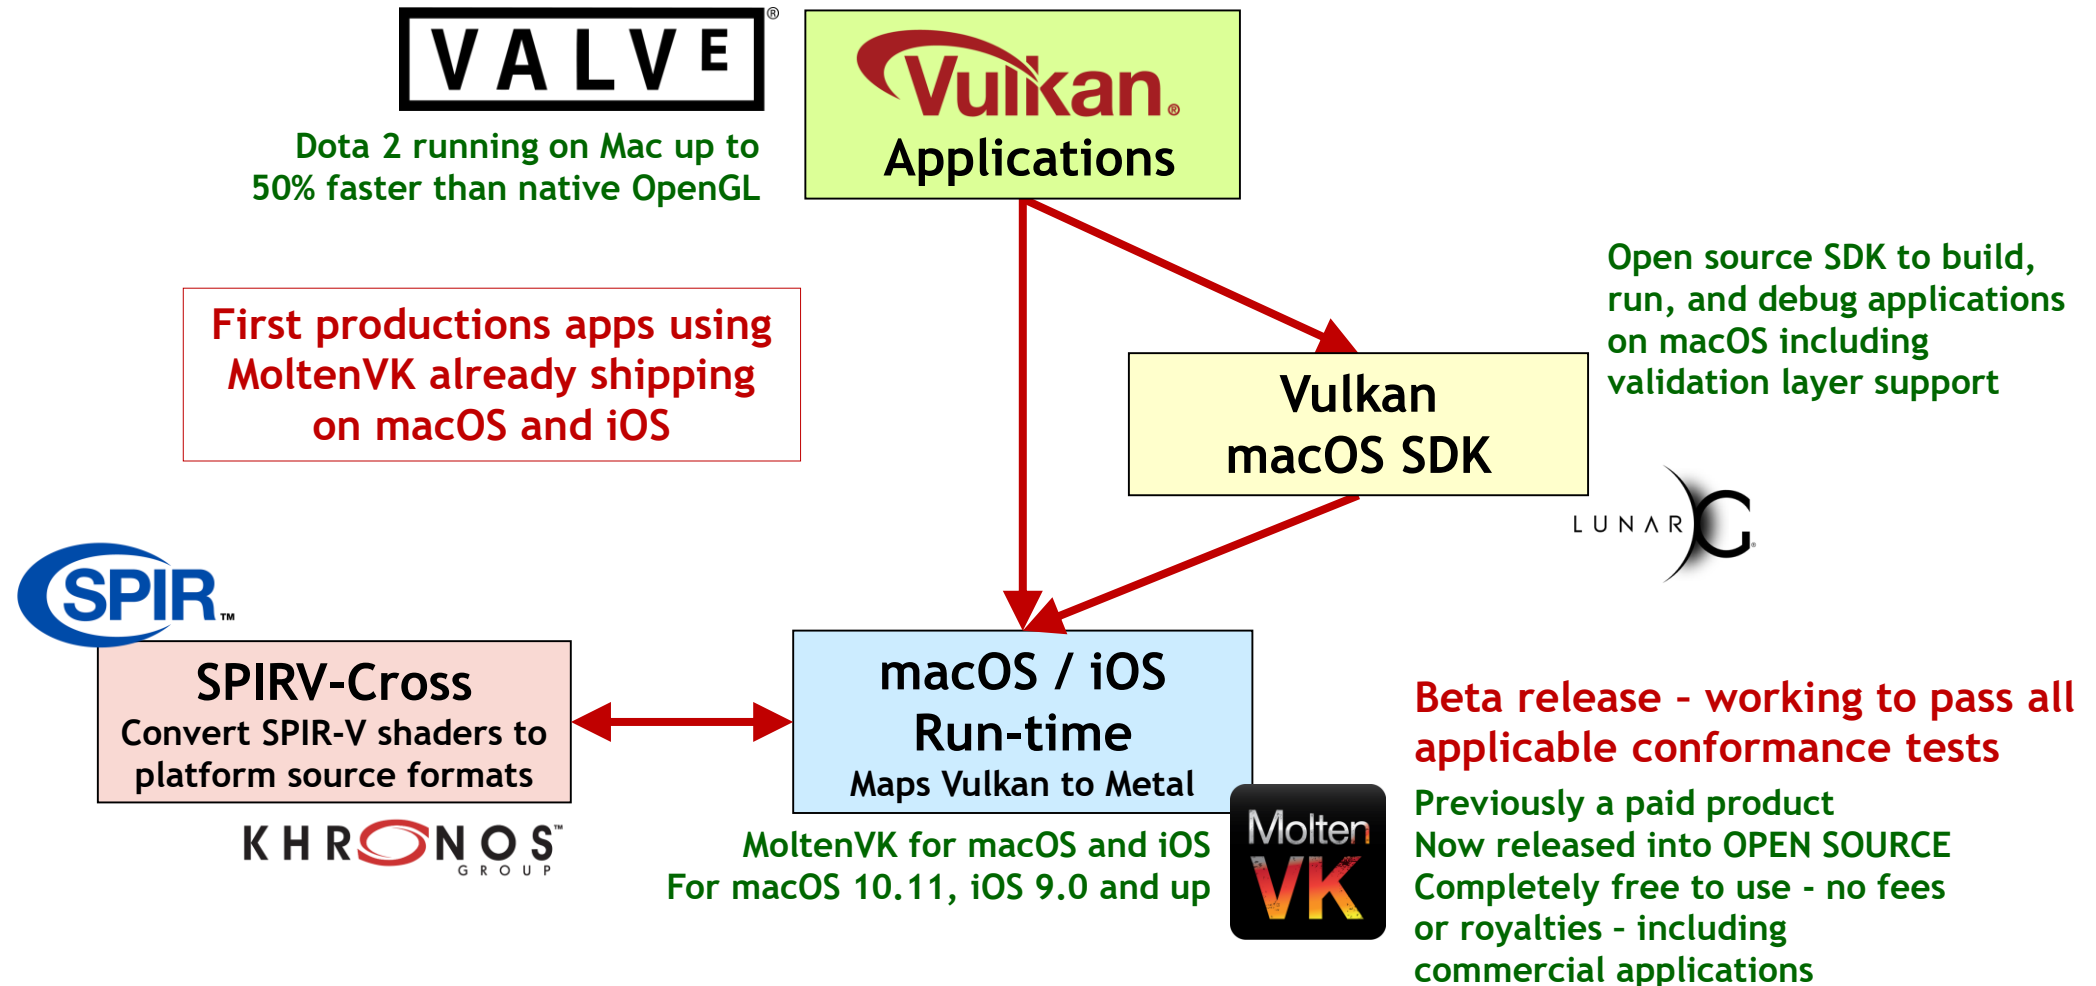 VALVE®
Dota 2 running on Mac up to
50% faster than native OpenGL
Vulkan®
Applications
First productions apps using
MoltenVK already shipping
on macOS and iOS
Open source SDK to build,
run, and debug applications
on macOS including
validation layer support
Vulkan
macOS SDK
LUNAR G®
SPIR™
SPIRV-Cross
Convert SPIR-V shaders to
platform source formats
KHRONOS™
GROUP
macOS / iOS
Run-time
Maps Vulkan to Metal
MoltenVK for macOS and iOS
For macOS 10.11, iOS 9.0 and up
Molten
VK
Beta release – working to pass all
applicable conformance tests
Previously a paid product
Now released into OPEN SOURCE
Completely free to use - no fees
or royalties – including
commercial applications